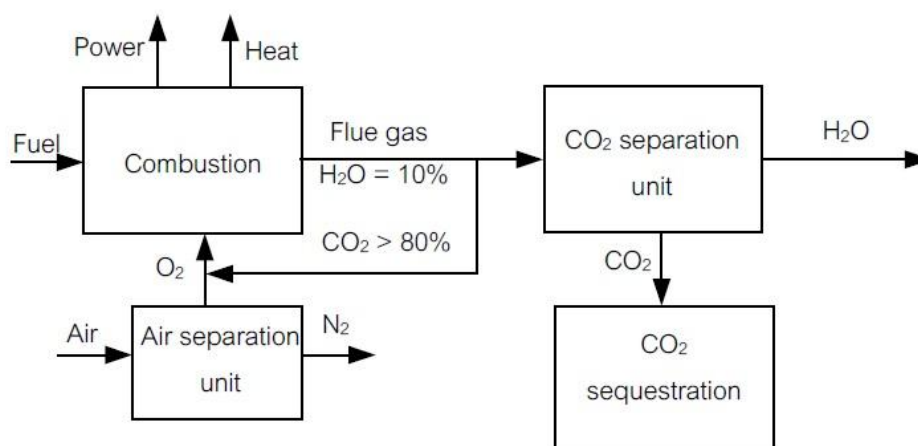 Power
Heat
Fuel
Combustion
Flue gas
H₂O = 10%
CO₂ > 80%
CO₂ separation
unit
H₂O
O₂
CO₂
Air
Air separation
unit
N₂
CO₂
sequestration